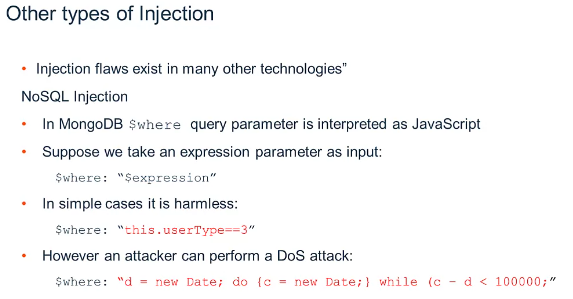 Other types of Injection
• Injection flaws exist in many other technologies”
NoSQL Injection
• In MongoDB $where query parameter is interpreted as JavaScript
• Suppose we take an expression parameter as input:
$where: “$expression”
• In simple cases it is harmless:
$where: “this.userType==3”
• However an attacker can perform a DoS attack:
$where: “d = new Date; do {c = new Date;} while (c - d < 100000;”